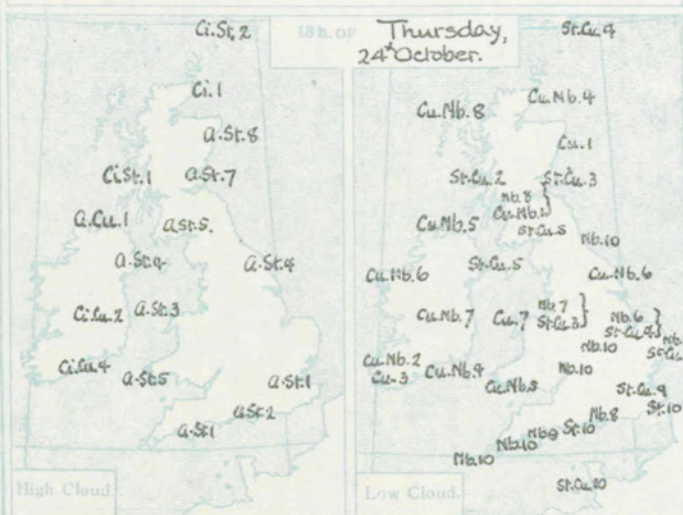 18h. OF Thursday,
24th October.
Ci.St.2
Ci.1
a.St.8
Ci.St.1 a.St.7
a.Cu.1 a.St.5.
a.St.4 a.St.4
Ci.Cu.2 a.St.3
Ci.Cu.4 a.St.5 a.St.1
a.St.2
a.St.1
High Cloud.
St.Cu.4
Cu.Nb.8 Cu.Nb.4
Cu.1
St.Cu.2 St.Cu.3
Nb.8
Cu.Nb.1
Cu.Nb.5 St.Cu.5
Nb.10
Cu.Nb.6 St.Cu.5 Cu.Nb.6
Cu.Nb.7 Cu.7 Nb.7 Nb.6
St.Cu.3 St.Cu.4
Nb.10 Nb.
St.Cu.
Cu.Nb.2
Cu.3 Cu.Nb.4 Nb.10
Cu.Nb.3 St.Cu.9
Nb.8 St.10
Nb.9 St.10
Nb.10 Nb.10
St.Cu.10
Low Cloud.